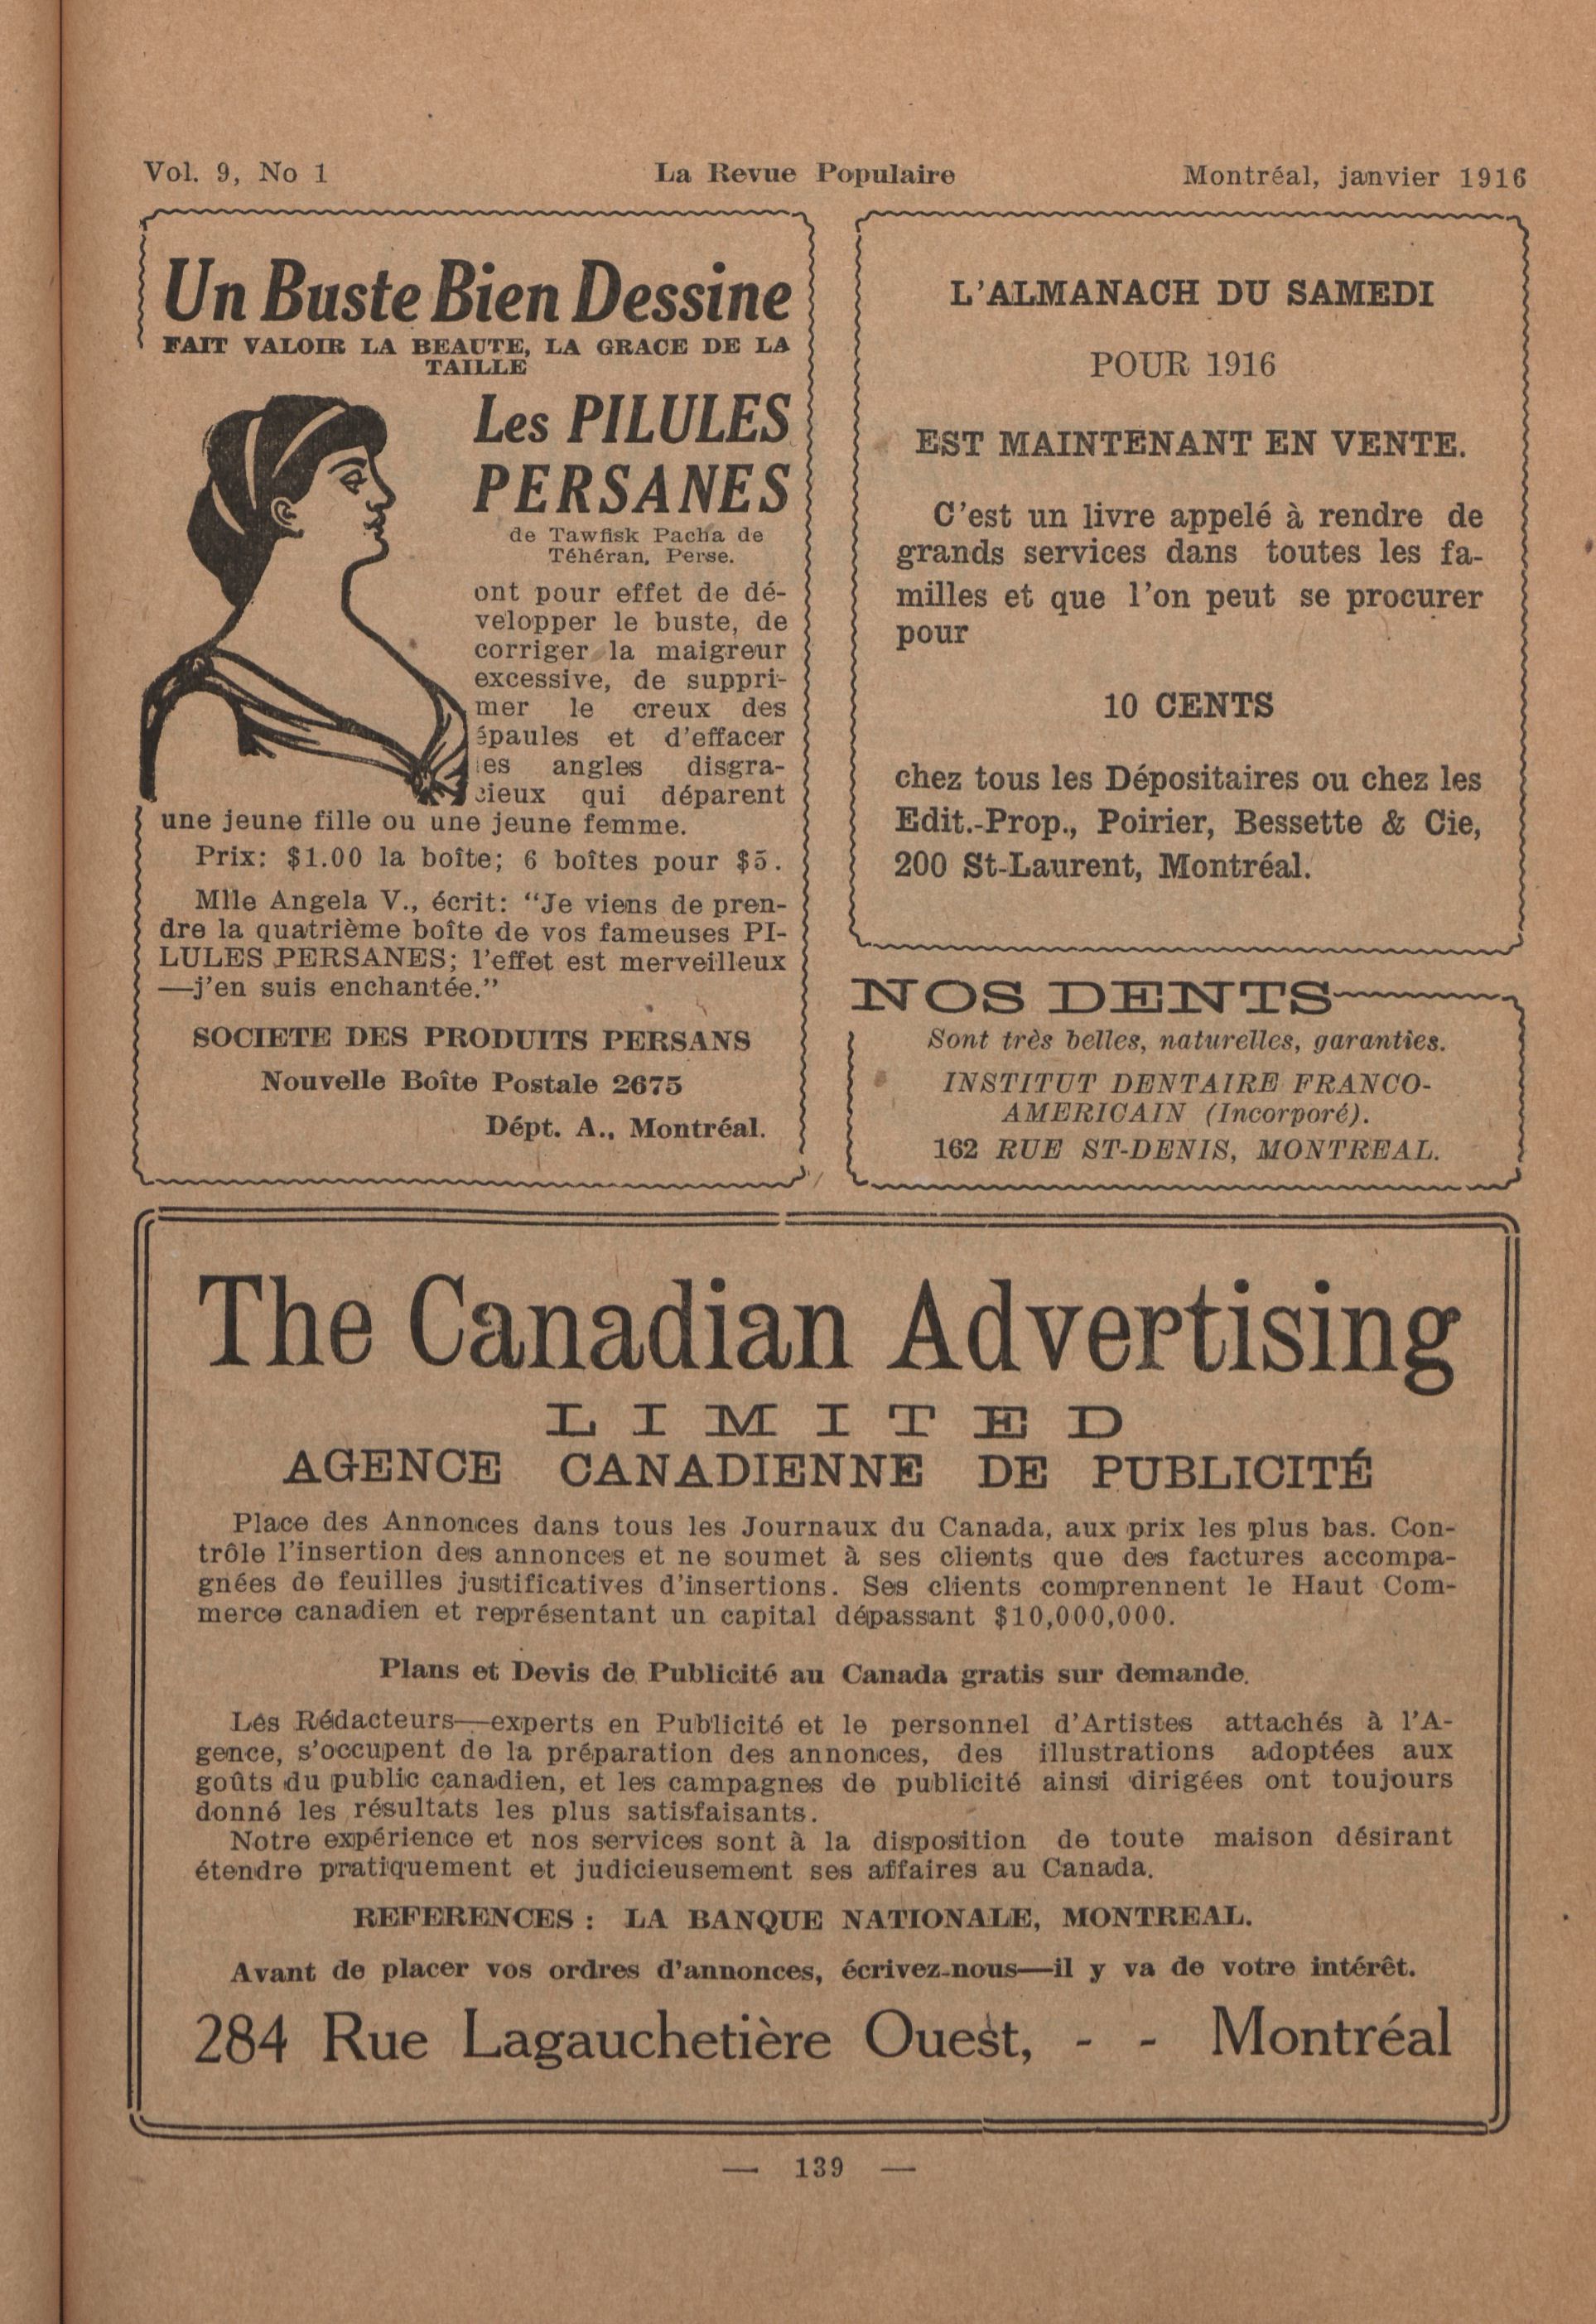 Vol. 9, No 1 La Revue Populaire Montréal, janvier 1916
Un Buste Bien Dessine
FAIT VALOIR LA BEAUTE, LA GRACE DE LA
TAILLE
Les PILULES
PERSANES
de Tawfisk Pacha de
Téhéran, Perse.
ont pour effet de dé-
velopper le buste, de
corriger la maigreur
excessive, de suppri-
mer le creux des
épaules et d'effacer
les angles disgra-
cieux qui déparent
une jeune fille ou une jeune femme.
Prix: $1.00 la boîte; 6 boîtes pour $5.
Mlle Angela V., écrit: “Je viens de pren-
dre la quatrième boîte de vos fameuses PI-
LULES PERSANES; l'effet est merveilleux
—j'en suis enchantée.”
SOCIETE DES PRODUITS PERSANS
Nouvelle Boîte Postale 2675
Dépt. A., Montréal.
L'ALMANACH DU SAMEDI
POUR 1916
EST MAINTENANT EN VENTE.
C'est un livre appelé à rendre de
grands services dans toutes les fa-
milles et que l'on peut se procurer
pour
10 CENTS
chez tous les Dépositaires ou chez les
Edit.-Prop., Poirier, Bessette & Cie,
200 St-Laurent, Montréal.
NOS DENTS
Sont très belles, naturelles, garanties.
INSTITUT DENTAIRE FRANCO-
AMERICAIN (Incorporé).
162 RUE ST-DENIS, MONTREAL.
The Canadian Advertising
LIMITED
AGENCE CANADIENNE DE PUBLICITÉ
Place des Annonces dans tous les Journaux du Canada, aux prix les plus bas. Con-
trôle l'insertion des annonces et ne soumet à ses clients que des factures accompa-
gnées de feuilles justificatives d'insertions. Ses clients comprennent le Haut Com-
merce canadien et représentant un capital dépassant $10,000,000.
Plans et Devis de Publicité au Canada gratis sur demande.
Les Rédacteurs—experts en Publicité et le personnel d'Artistes attachés à l'A-
gence, s'occupent de la préparation des annonces, des illustrations adoptées aux
goûts du public canadien, et les campagnes de publicité ainsi dirigées ont toujours
donné les résultats les plus satisfaisants.
Notre expérience et nos services sont à la disposition de toute maison désirant
étendre pratiquement et judicieusement ses affaires au Canada.
REFERENCES : LA BANQUE NATIONALE, MONTREAL.
Avant de placer vos ordres d'annonces, écrivez-nous—il y va de votre intérêt.
284 Rue Lagauchetière Ouest, - - Montréal
— 139 —